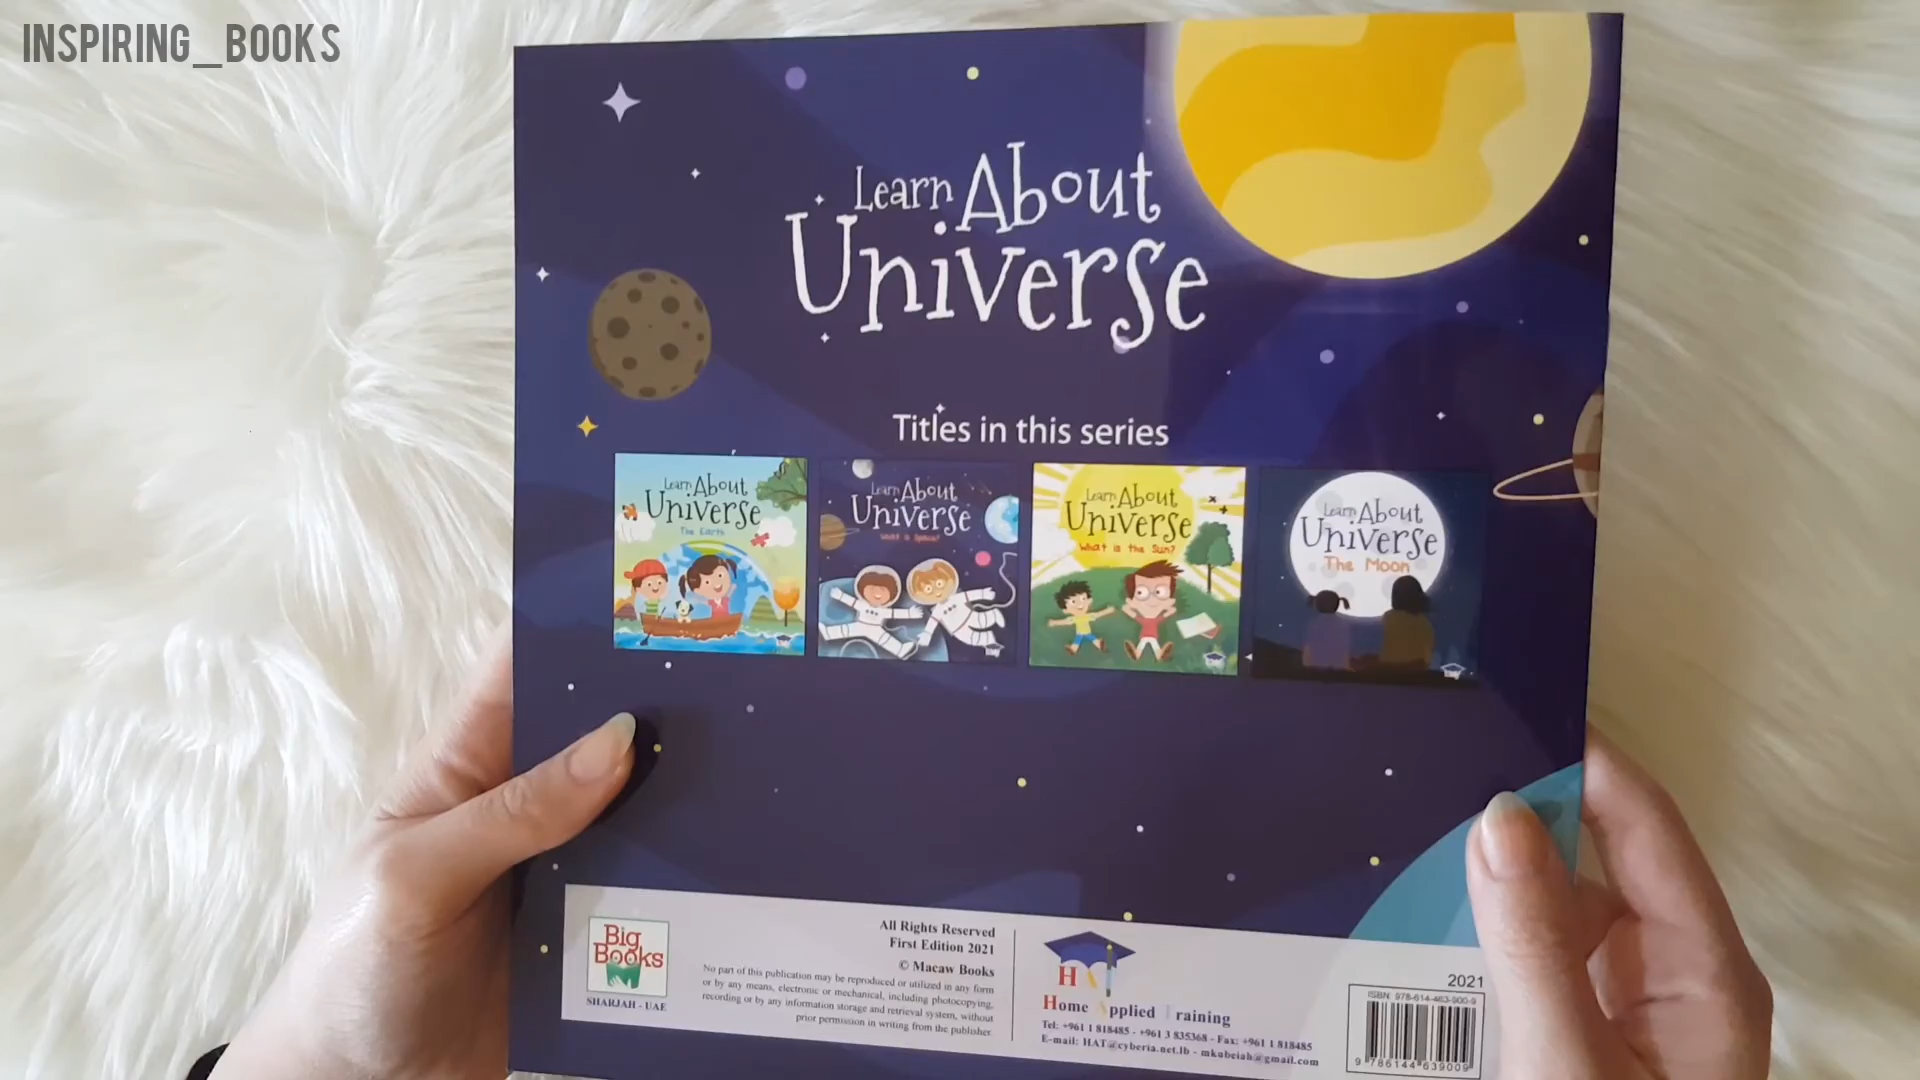 INSPIRING_BOOKS
Learn About
Universe
Titles in this series
Learn About
Universe
The Earth
Learn About
Universe
What is Space?
Learn About
Universe
What is the Sun?
Learn About
Universe
The Moon
Big
Books
SHARJAH - UAE
All Rights Reserved
First Edition 2021
© Macaw Books
No part of this publication may be reproduced or utilized in any form
or by any means, electronic or mechanical, including photocopying,
recording or by any information storage and retrieval system, without
prior permission in writing from the publisher.
H
Home Applied Training
Tel: +961 1 818485 - +961 3 835368 - Fax: +961 1 818485
E-mail: HAT@cyberia.net.lb - mkabeiah@gmail.com
2021
ISBN 978-614-463-900-9
9 786144 639009